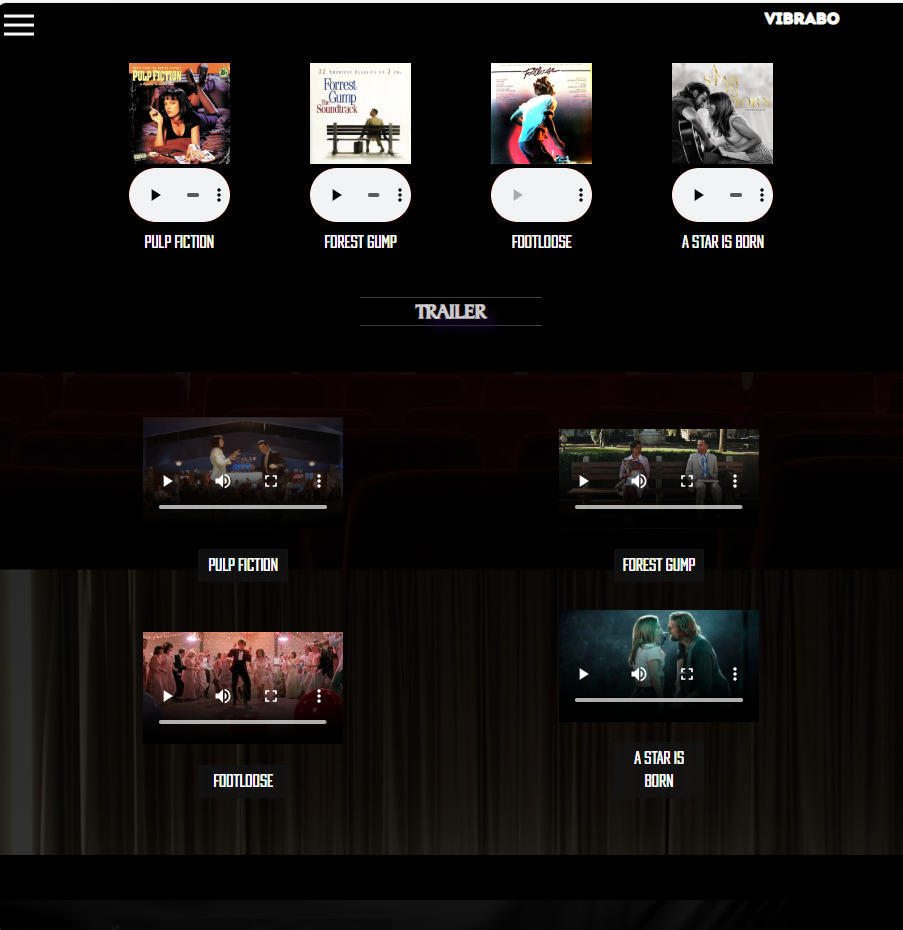 VIBRABO
PULP FICTION
32 AMERICAN CLASSICS ON 2 CDs
Forrest
Gump
The
Soundtrack
Footloose
A STAR
IS
BORN
PULP FICTION
FOREST GUMP
FOOTLOOSE
A STAR IS BORN
TRAILER
PULP FICTION
FOREST GUMP
FOOTLOOSE
A STAR IS
BORN